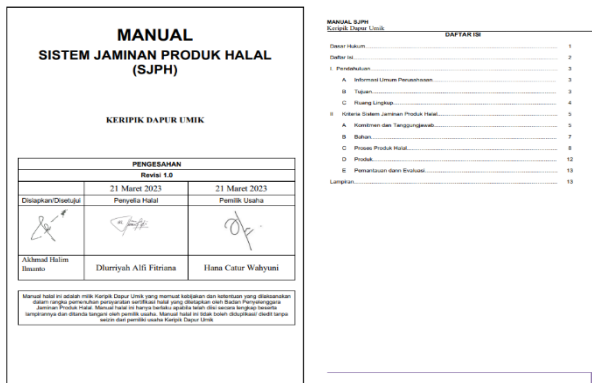 MANUAL
SISTEM JAMINAN PRODUK HALAL
(SJPH)
KERIPIK DAPUR UMIK
PENGESAHAN
Revisi 1.0
21 Maret 2023 21 Maret 2023
Disiapkan/Disetujui Penyelia Halal Pemilik Usaha
Akhmad Halim
Ilmanto Dlurriyah Alfi Fitriana Hana Catur Wahyuni
Manual halal ini adalah milik Keripik Dapur Umik yang memuat kebijakan dan ketentuan yang dilaksanakan
dalam rangka pemenuhan persyaratan sertifikasi halal yang ditetapkan oleh Badan Penyelenggara
Jaminan Produk Halal. Manual halal ini hanya berlaku apabila telah diisi secara lengkap beserta
lampirannya dan ditanda tangani oleh pemilik usaha. Manual halal ini tidak boleh diduplikasi/ diedit tanpa
seizin dari pemilik usaha Keripik Dapur Umik
MANUAL SJPH
Keripik Dapur Umik
DAFTAR ISI
Dasar Hukum 1
Daftar Isi 2
I. Pendahuluan 3
A Informasi Umum Perusahaan 3
B Tujuan 3
C Ruang Lingkup 4
II Kriteria Sistem Jaminan Produk Halal 5
A Komitmen dan Tanggungjawab 5
B Bahan 7
C Proses Produk Halal 8
D Produk 12
E Pemantauan dann Evaluasi 13
Lampiran 13